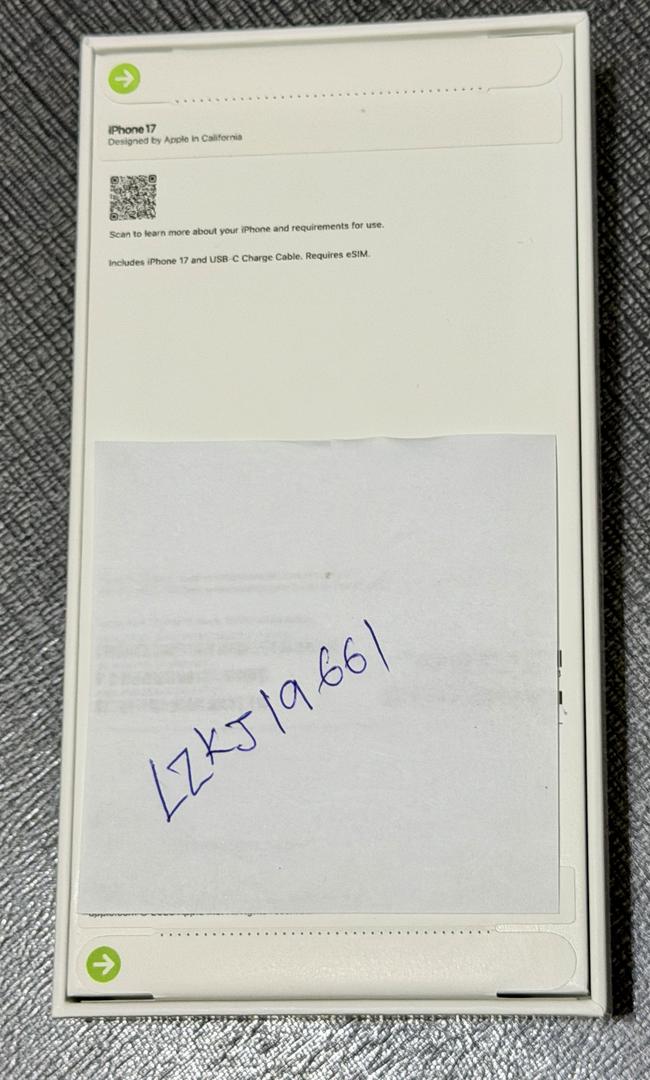 iPhone 17
Designed by Apple in California
Scan to learn more about your iPhone and requirements for use.
Includes iPhone 17 and USB-C Charge Cable. Requires eSIM.
LZKJ19661